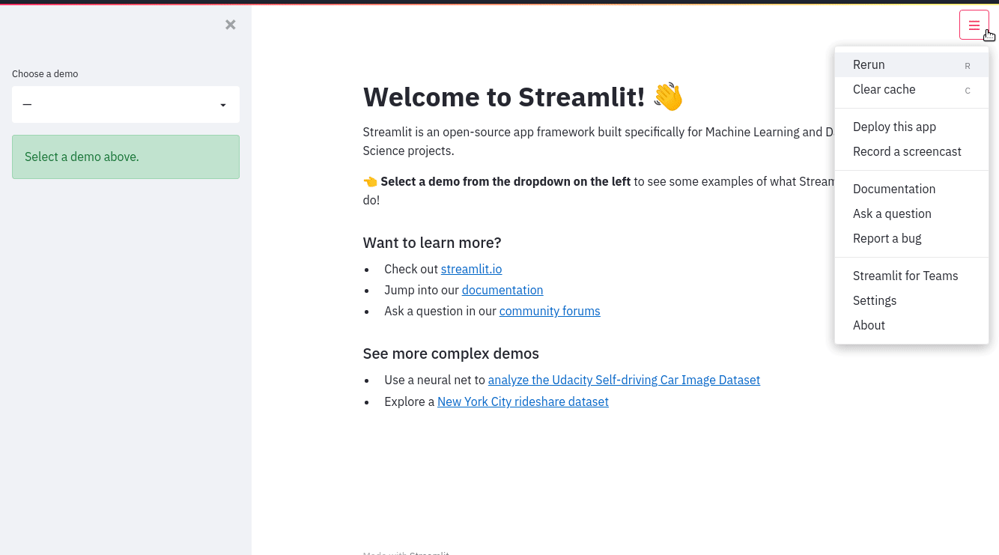 Choose a demo
—
Select a demo above.
Welcome to Streamlit! 👋
Streamlit is an open-source app framework built specifically for Machine Learning and D
Science projects.
👈 Select a demo from the dropdown on the left to see some examples of what Stream
do!
Want to learn more?
• Check out streamlit.io
• Jump into our documentation
• Ask a question in our community forums
See more complex demos
• Use a neural net to analyze the Udacity Self-driving Car Image Dataset
• Explore a New York City rideshare dataset
Made with Streamlit
Rerun R
Clear cache C
Deploy this app
Record a screencast
Documentation
Ask a question
Report a bug
Streamlit for Teams
Settings
About